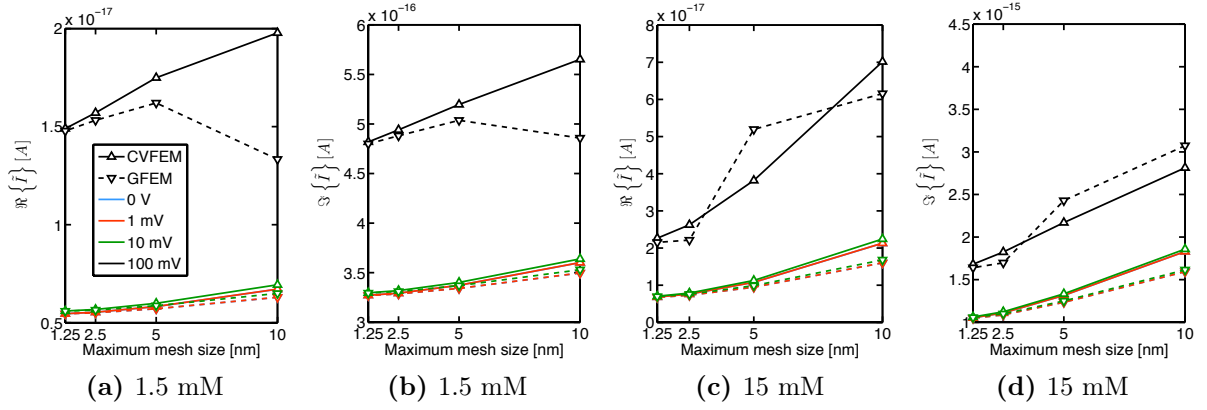 x 10⁻¹⁷
2
1.5
1
0.5
ℜ{Ĩ} [A]
CVFEM
GFEM
0 V
1 mV
10 mV
100 mV
1.25 2.5 5 10
Maximum mesh size [nm]
(a) 1.5 mM
x 10⁻¹⁶
6
5.5
5
4.5
4
3.5
3
ℑ{Ĩ} [A]
1.25 2.5 5 10
Maximum mesh size [nm]
(b) 1.5 mM
x 10⁻¹⁷
8
7
6
5
4
3
2
1
0
ℜ{Ĩ} [A]
1.25 2.5 5 10
Maximum mesh size [nm]
(c) 15 mM
x 10⁻¹⁵
4.5
4
3.5
3
2.5
2
1.5
1
ℑ{Ĩ} [A]
1.25 2.5 5 10
Maximum mesh size [nm]
(d) 15 mM